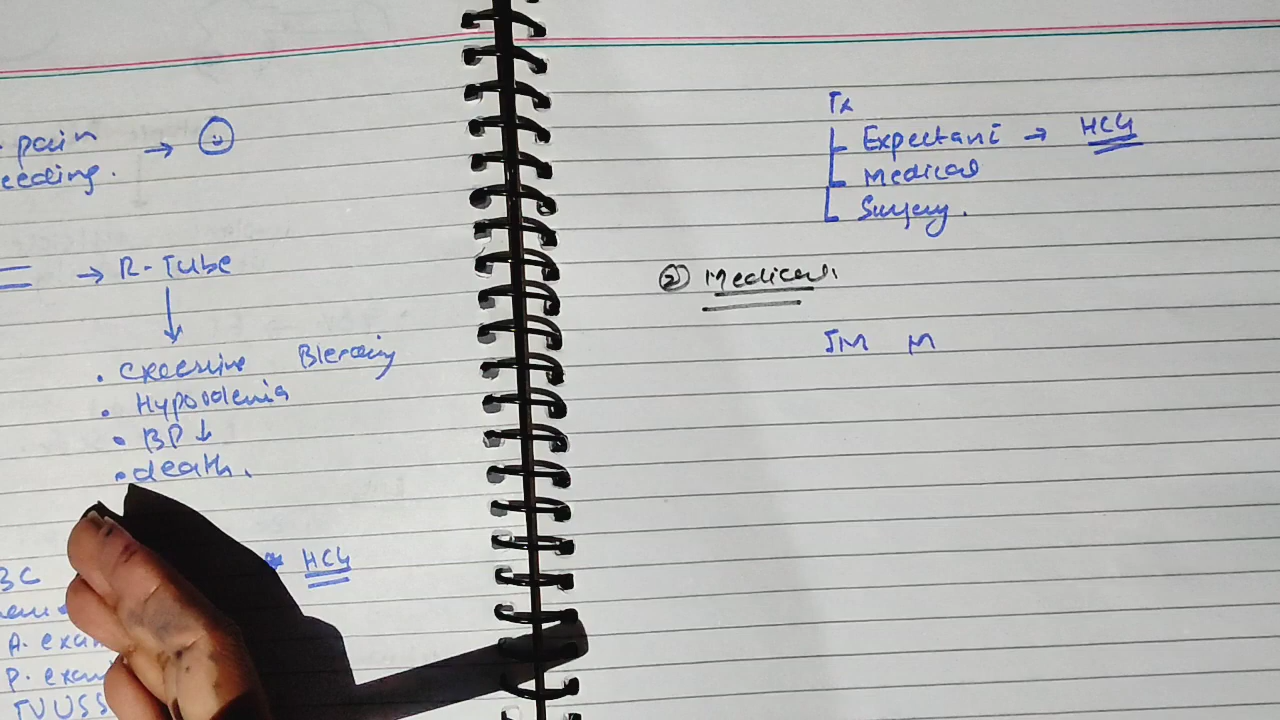 - pain
eeding. → ☺
→ R-Tube
• excessive Bleeding
• Hypovolemia
• BP ↓
• death.
BC
HCG
A. exam
P. exam
TVUSS
Tx
Expectant → HCG
Medical
Surgery.
② Medical.
IM M